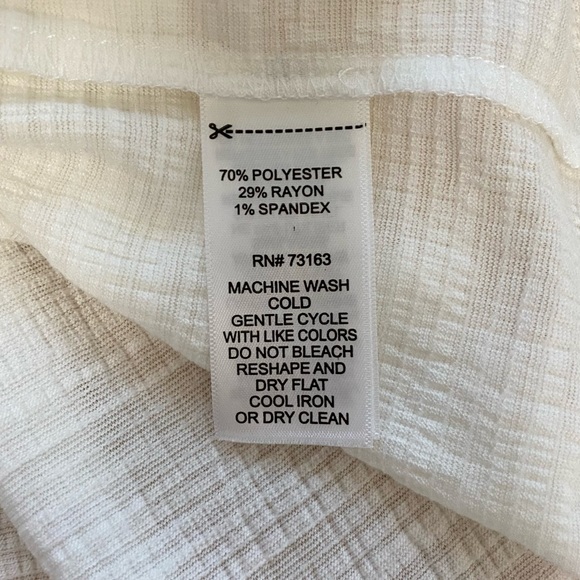 70% POLYESTER
29% RAYON
1% SPANDEX
RN# 73163
MACHINE WASH
COLD
GENTLE CYCLE
WITH LIKE COLORS
DO NOT BLEACH
RESHAPE AND
DRY FLAT
COOL IRON
OR DRY CLEAN